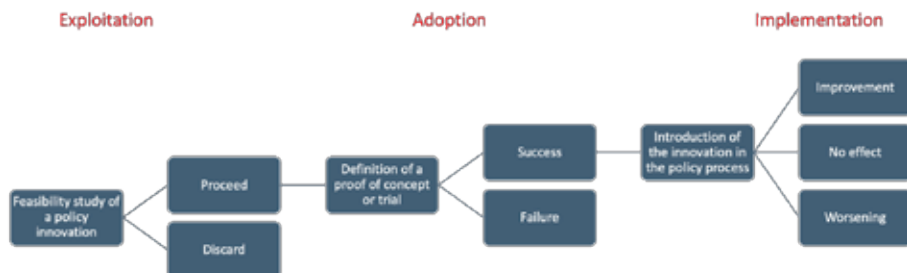 Exploitation
Adoption
Implementation
Improvement
Introduction of
the innovation in
the policy process
No effect
Worsening
Success
Definition of a
proof of concept
or trial
Failure
Proceed
Feasibility study of
a policy
innovation
Discard